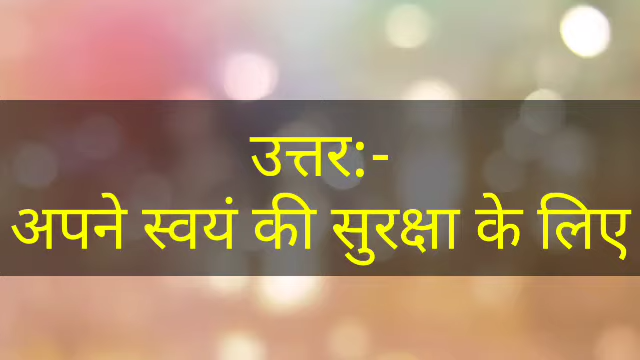 उत्तर:-
अपने स्वयं की सुरक्षा के लिए